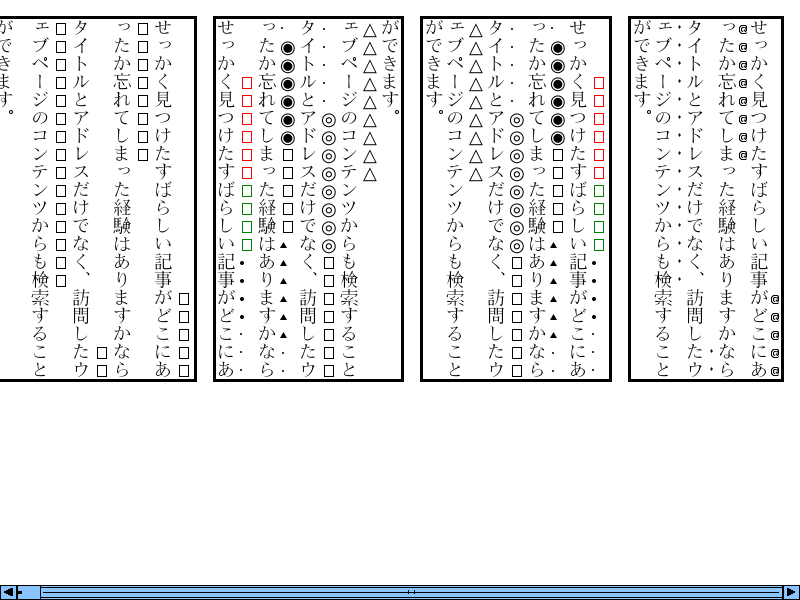 せっかく見つけたすばらしい記事がどこにあ
ったか忘れてしまった経験はありますかなら
タイトルとアドレスだけでなく、訪問したウ
ェブページのコンテンツからも検索すること
ができます。
せっかく見つけたすばらしい記事がどこにあ
ったか忘れてしまった経験はありますかなら
タイトルとアドレスだけでなく、訪問したウ
ェブページのコンテンツからも検索すること
ができます。
せっかく見つけたすばらしい記事がどこにあ
ったか忘れてしまった経験はありますかなら
タイトルとアドレスだけでなく、訪問したウ
ェブページのコンテンツからも検索すること
ができます。
せっかく見つけたすばらしい記事がどこにあ
ったか忘れてしまった経験はありますかなら
タイトルとアドレスだけでなく、訪問したウ
ェブページのコンテンツからも検索すること
ができます。